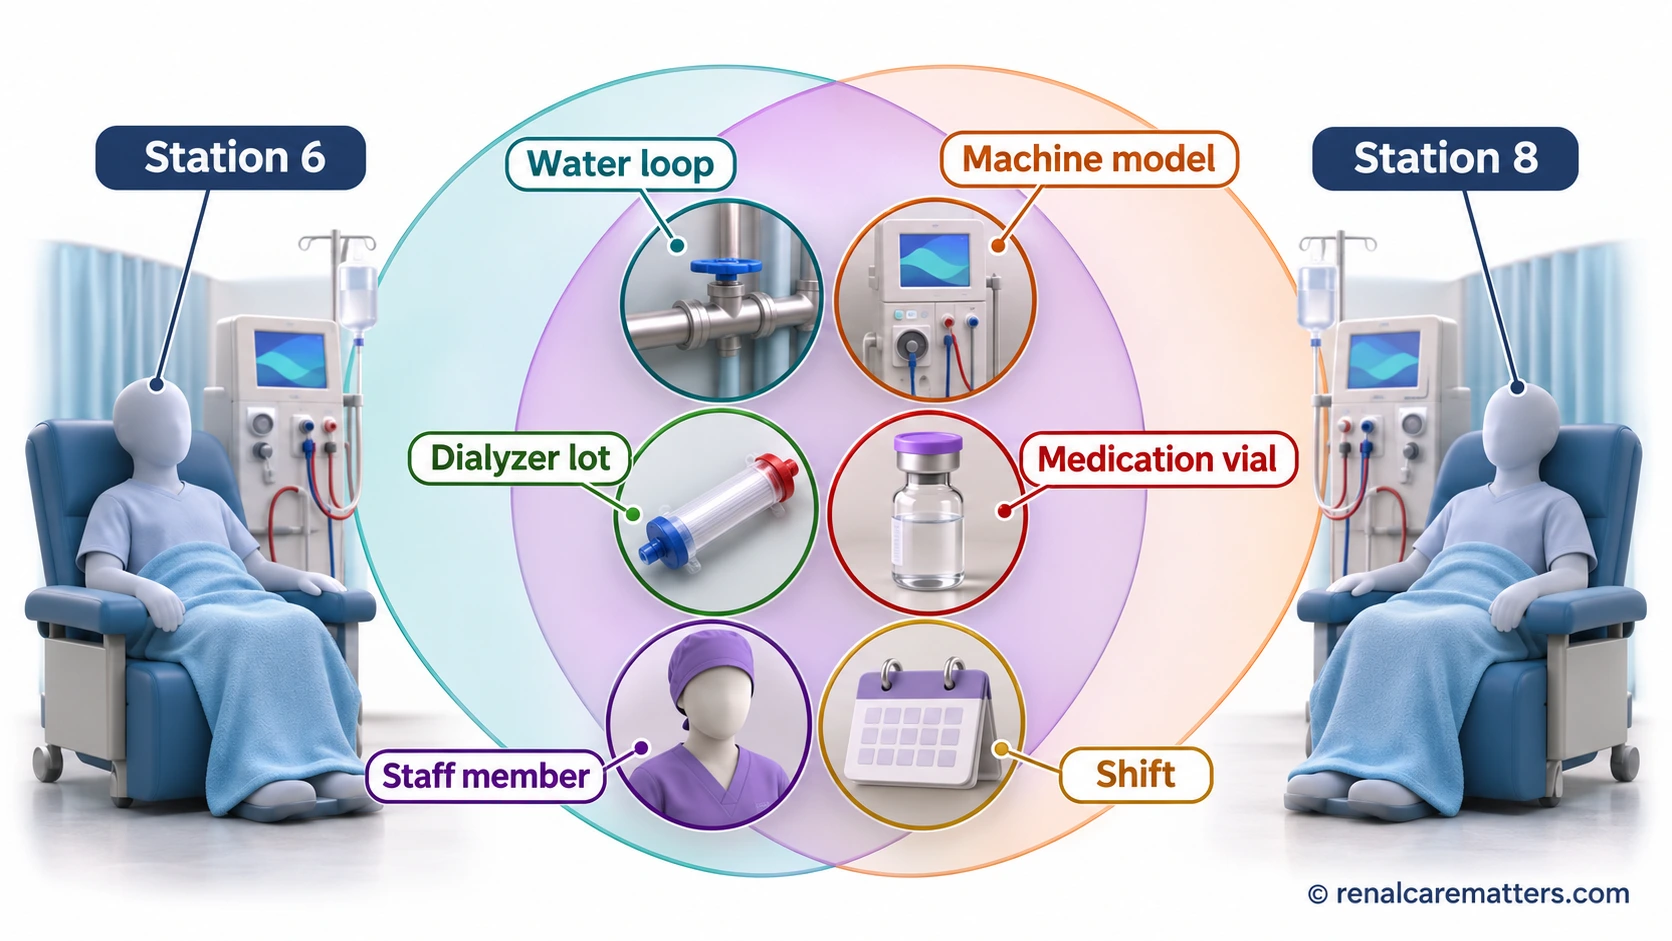 Station 6
Water loop
Machine model
Station 8
Dialyzer lot
Medication vial
Staff member
Shift
© renalcarematters.com